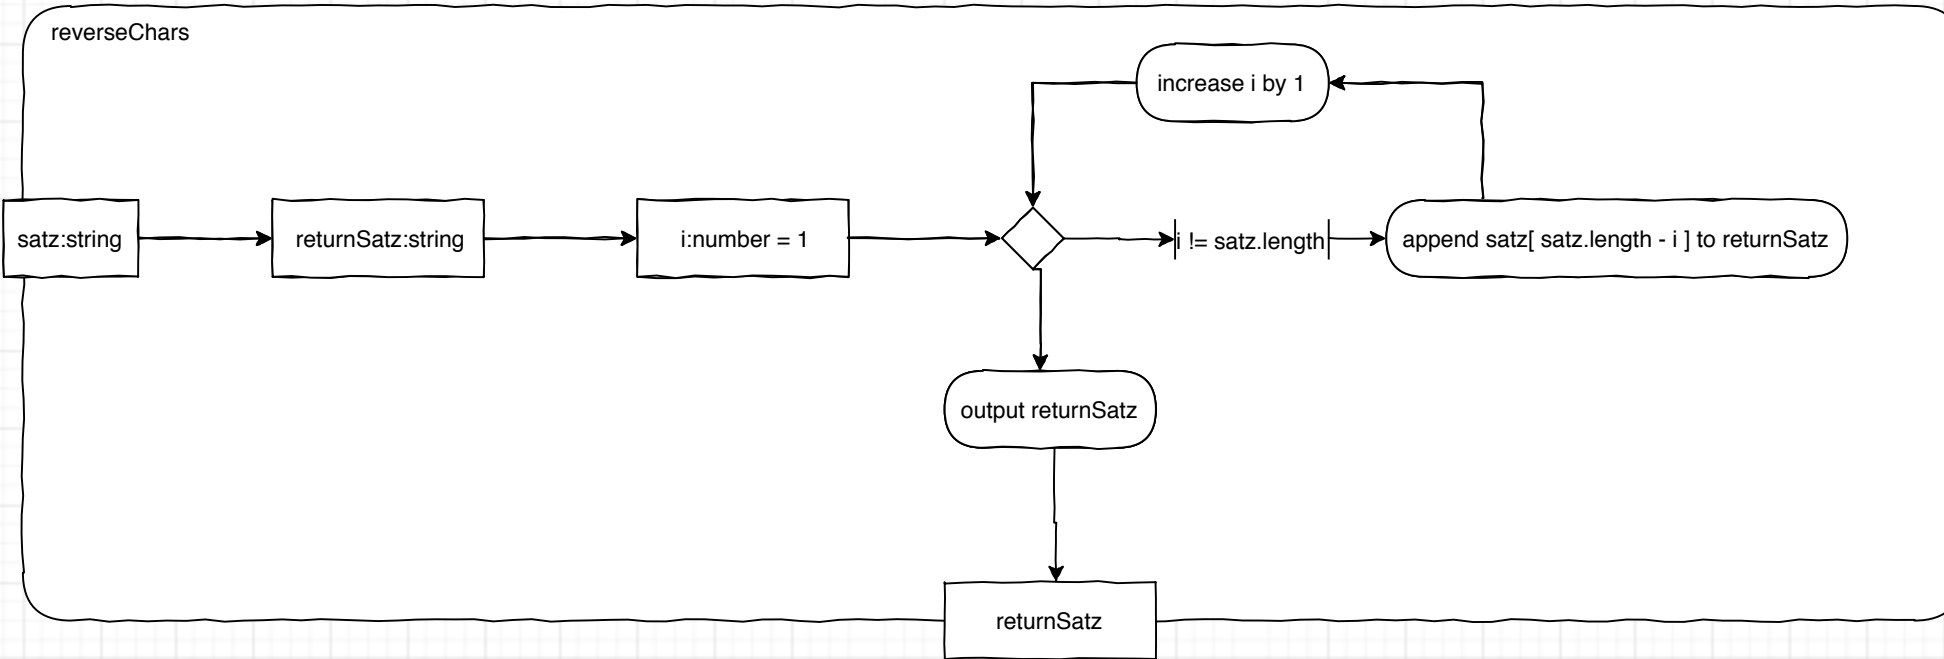 reverseChars
increase i by 1
satz:string
returnSatz:string
i:number = 1
i != satz.length
append satz[ satz.length - i ] to returnSatz
output returnSatz
returnSatz